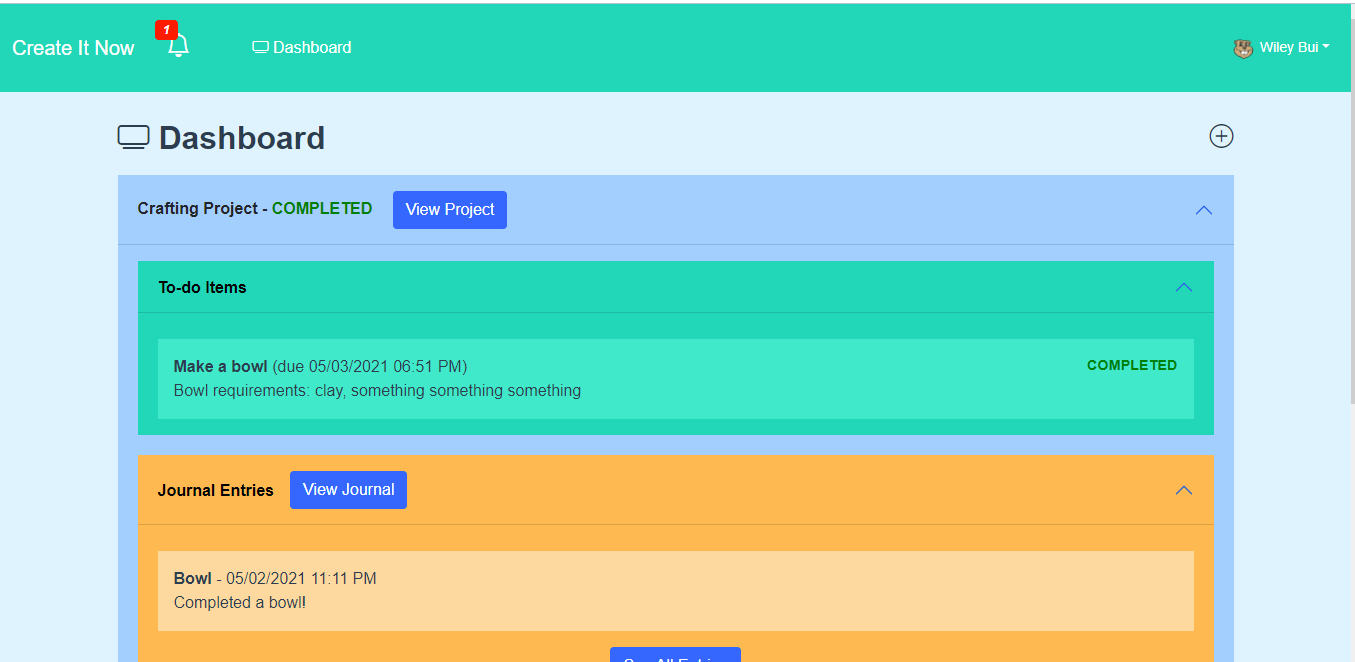 Create It Now
1
Dashboard
Wiley Bui
Dashboard
Crafting Project - COMPLETED
View Project
To-do Items
Make a bowl (due 05/03/2021 06:51 PM)
COMPLETED
Bowl requirements: clay, something something something
Journal Entries
View Journal
Bowl - 05/02/2021 11:11 PM
Completed a bowl!